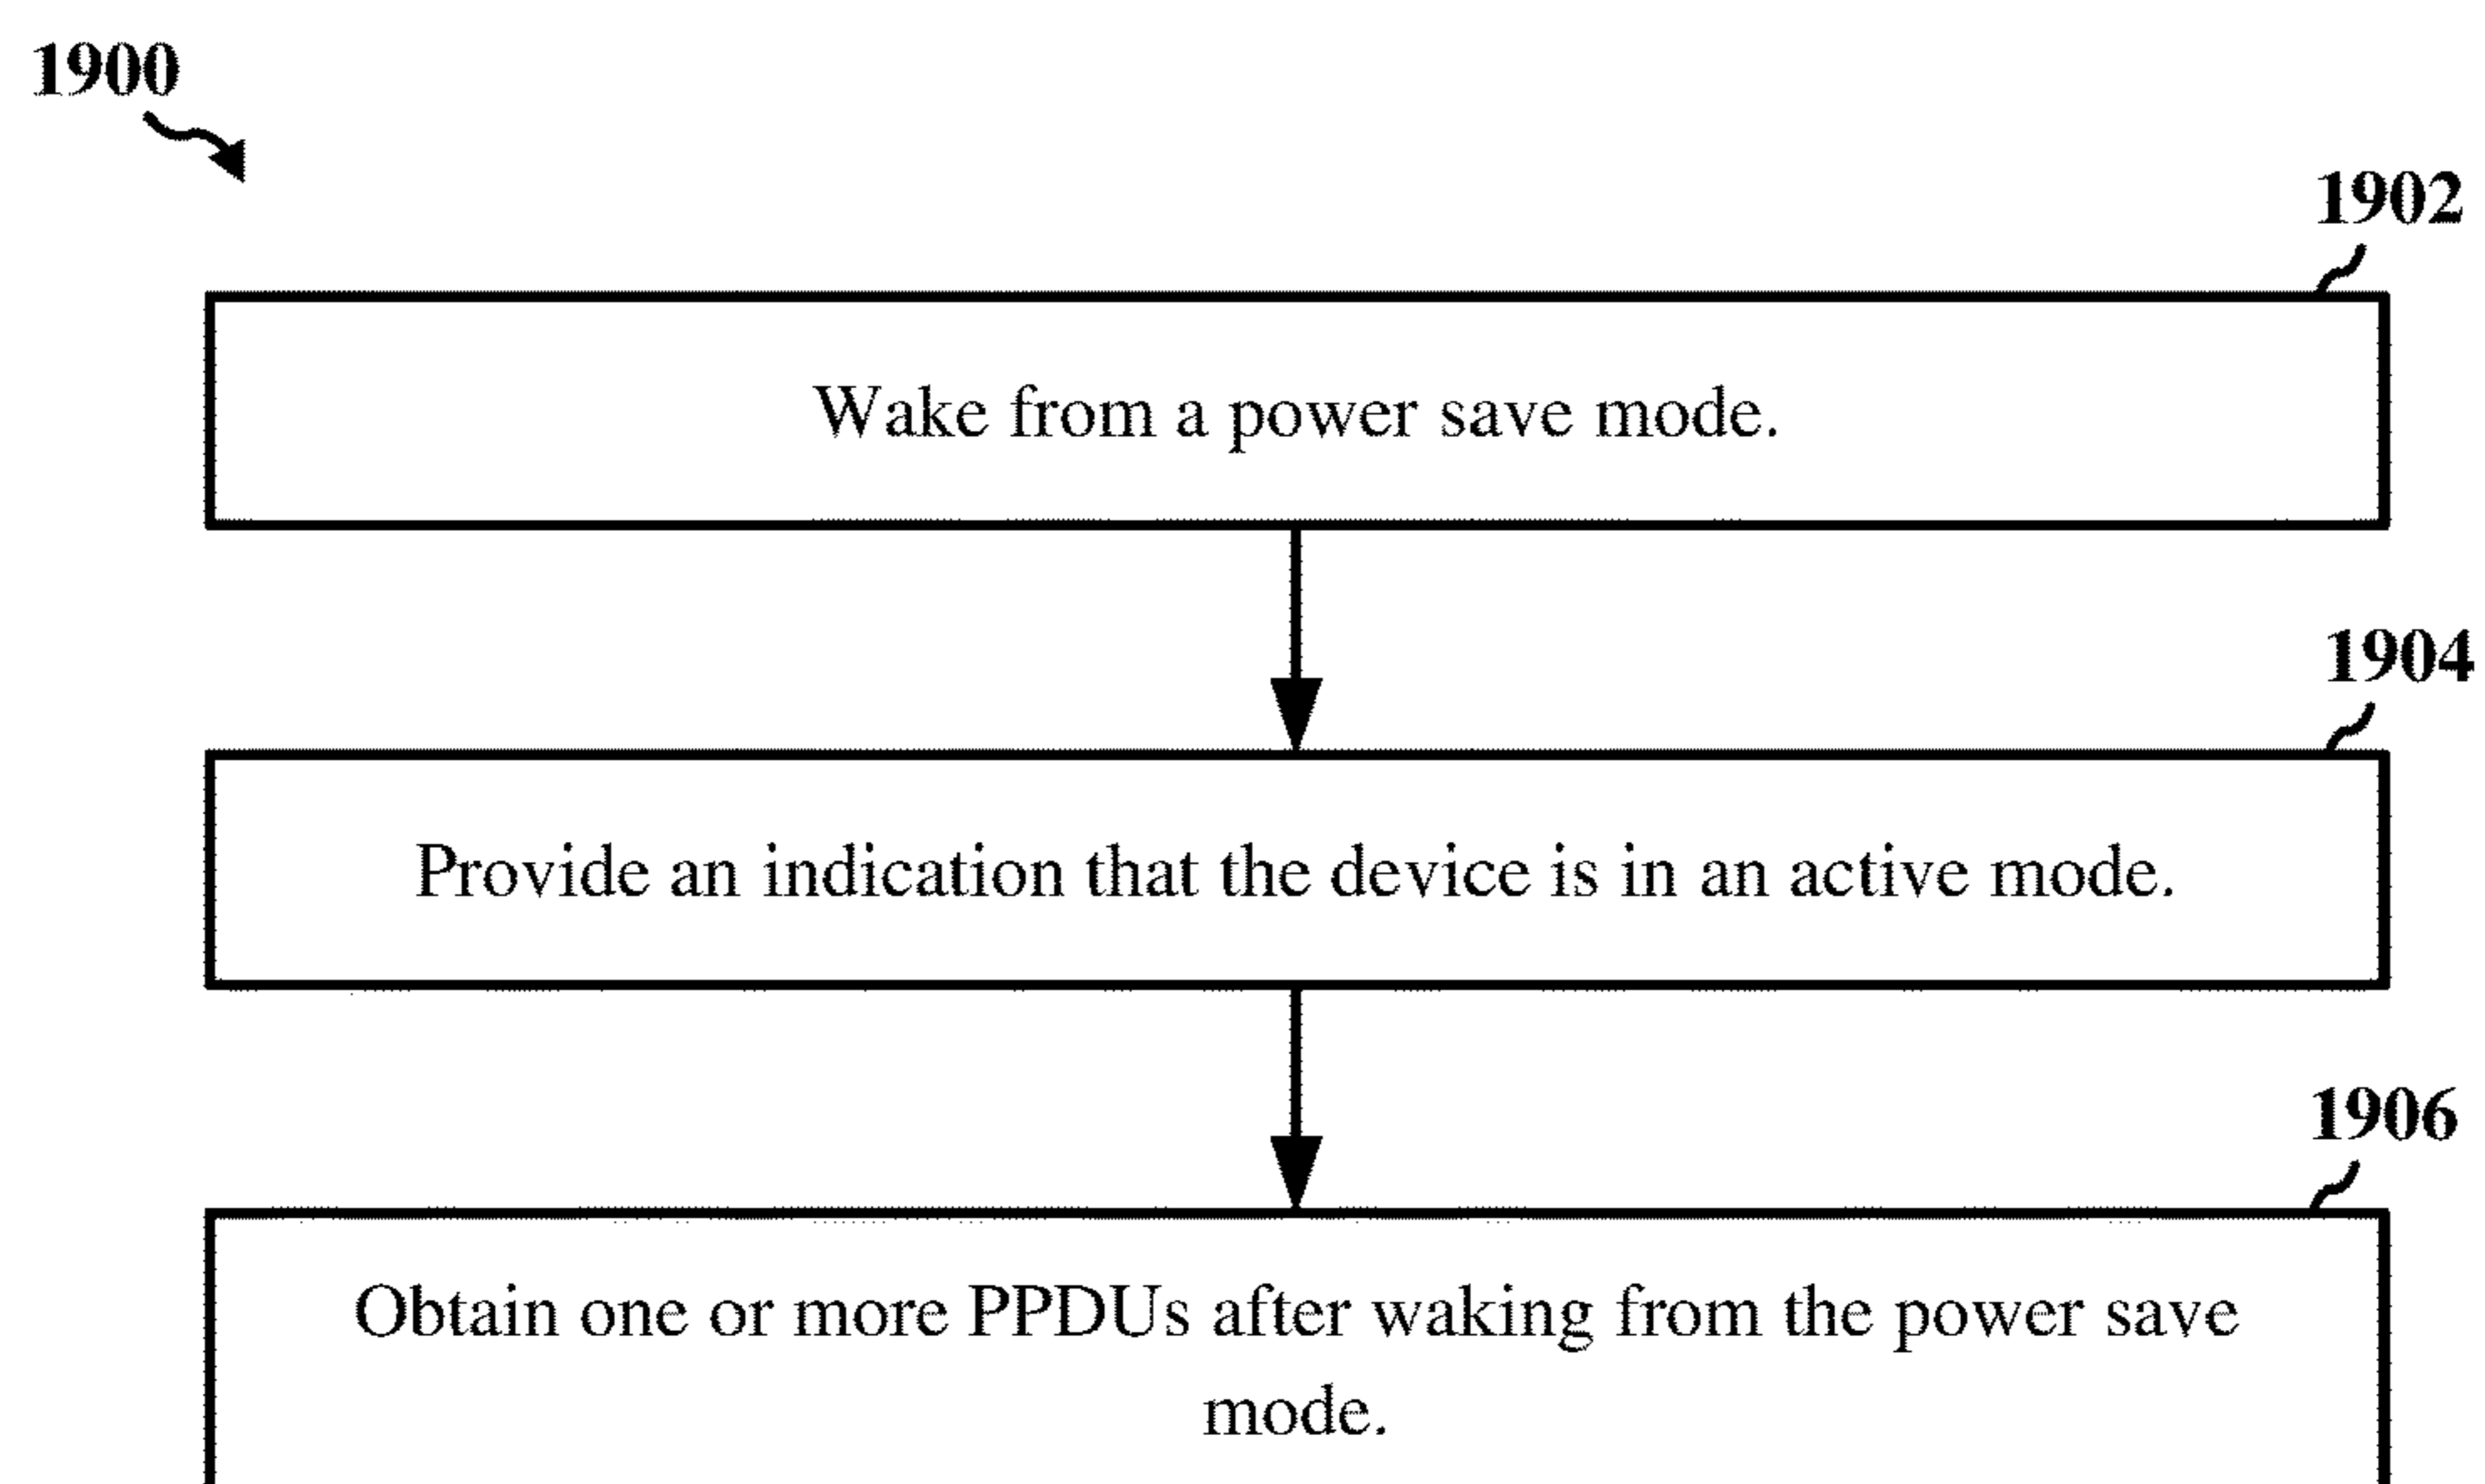 1900
1902
Wake from a power save mode.
1904
Provide an indication that the device is in an active mode.
1906
Obtain one or more PPDUs after waking from the power save
mode.